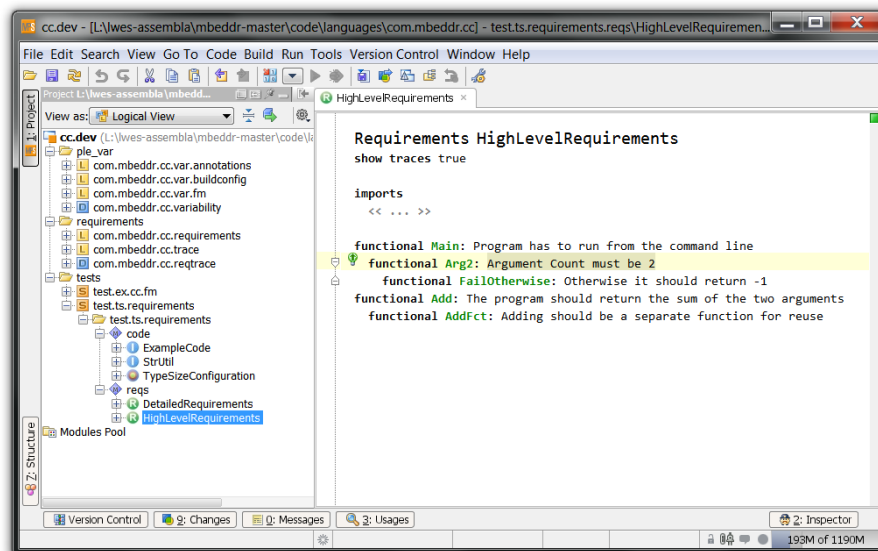 cc.dev - [L:\lwes-assembla\mbeddr-master\code\languages\com.mbeddr.cc] - test.ts.requirements.reqs\HighLevelRequiremen...
File Edit Search View Go To Code Build Run Tools Version Control Window Help
Project L:\lwes-assembla\mbedd...
HighLevelRequirements
1: Project
View as: Logical View
cc.dev (L:\lwes-assembla\mbeddr-master\code\la
ple_var
com.mbeddr.cc.var.annotations
com.mbeddr.cc.var.buildconfig
com.mbeddr.cc.var.fm
com.mbeddr.cc.variability
requirements
com.mbeddr.cc.requirements
com.mbeddr.cc.trace
com.mbeddr.cc.reqtrace
tests
test.ex.cc.fm
test.ts.requirements
test.ts.requirements
code
ExampleCode
StrUtil
TypeSizeConfiguration
reqs
DetailedRequirements
HighLevelRequirements
Modules Pool
Z: Structure
Requirements HighLevelRequirements
show traces true
imports
<< ... >>
functional Main: Program has to run from the command line
functional Arg2: Argument Count must be 2
functional FailOtherwise: Otherwise it should return -1
functional Add: The program should return the sum of the two arguments
functional AddFct: Adding should be a separate function for reuse
Version Control 9: Changes 0: Messages 3: Usages 2: Inspector
193M of 1190M